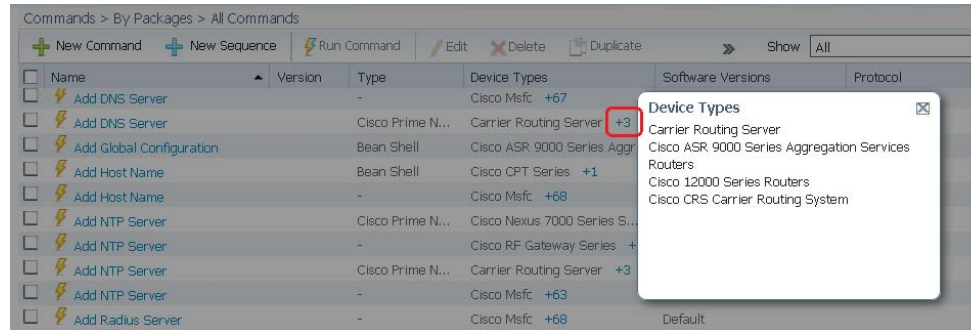 Commands > By Packages > All Commands
New Command New Sequence Run Command Edit Delete Duplicate » Show All
Name Version Type Device Types Software Versions Protocol
Add DNS Server - Cisco Msfc +67
Add DNS Server Cisco Prime N... Carrier Routing Server +3
Add Global Configuration Bean Shell Cisco ASR 9000 Series Aggr
Add Host Name Bean Shell Cisco CPT Series +1
Add Host Name - Cisco Msfc +68
Add NTP Server Cisco Prime N... Cisco Nexus 7000 Series S...
Add NTP Server - Cisco RF Gateway Series +
Add NTP Server Cisco Prime N... Carrier Routing Server +3
Add NTP Server - Cisco Msfc +63
Add Radius Server - Cisco Msfc +68 Default
Device Types
Carrier Routing Server
Cisco ASR 9000 Series Aggregation Services
Routers
Cisco 12000 Series Routers
Cisco CRS Carrier Routing System